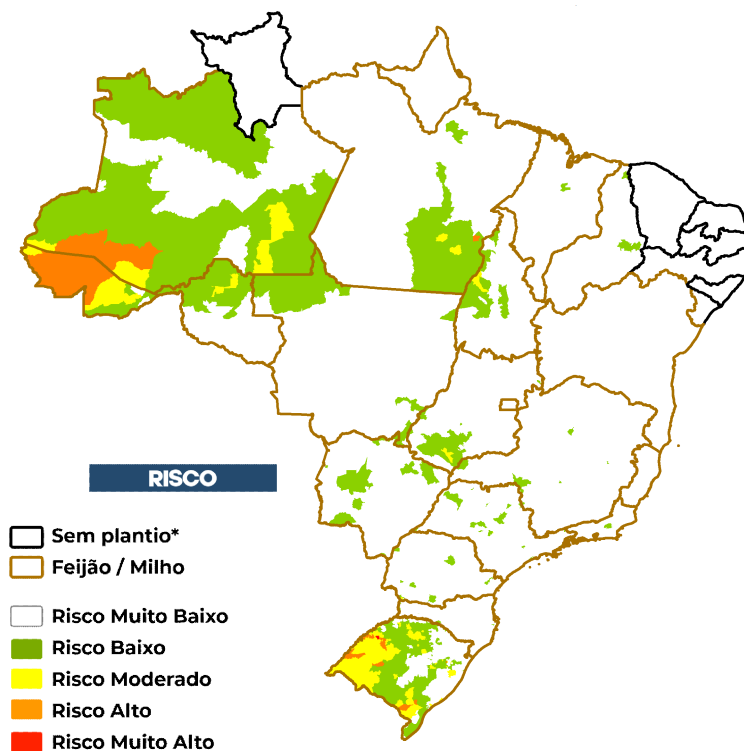 RISCO
Sem plantio*
Feijão / Milho
Risco Muito Baixo
Risco Baixo
Risco Moderado
Risco Alto
Risco Muito Alto